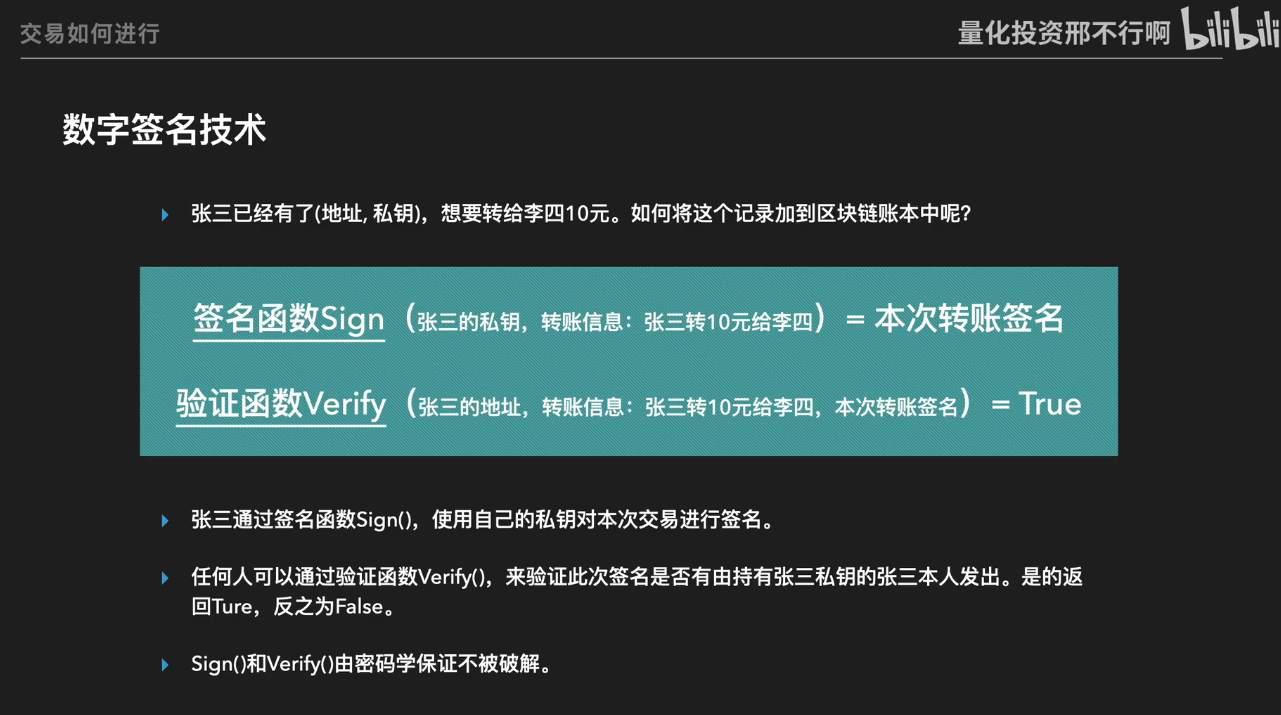 交易如何进行
量化投资邢不行啊 bilibili
数字签名技术
张三已经有了(地址, 私钥)，想要转给李四10元。如何将这个记录加到区块链账本中呢?
签名函数Sign（张三的私钥，转账信息：张三转10元给李四）= 本次转账签名
验证函数Verify（张三的地址，转账信息：张三转10元给李四，本次转账签名）= True
张三通过签名函数Sign()，使用自己的私钥对本次交易进行签名。
任何人可以通过验证函数Verify()，来验证此次签名是否有由持有张三私钥的张三本人发出。是的返
回Ture，反之为False。
Sign()和Verify()由密码学保证不被破解。